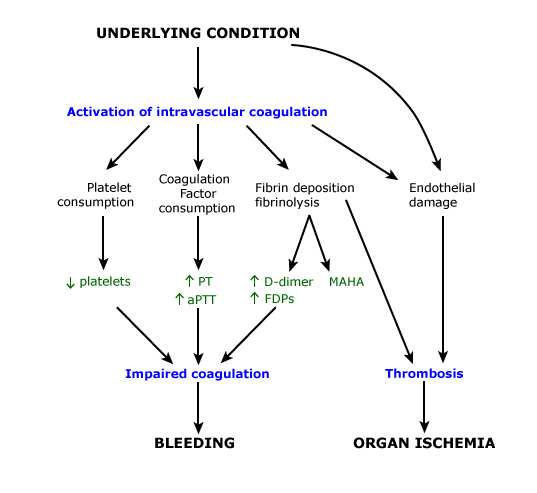 UNDERLYING CONDITION
Activation of intravascular coagulation
Platelet
consumption
Coagulation
Factor
consumption
Fibrin deposition
fibrinolysis
Endothelial
damage
↓ platelets
↑ PT
↑ aPTT
↑ D-dimer
↑ FDPs
MAHA
Impaired coagulation
Thrombosis
BLEEDING
ORGAN ISCHEMIA